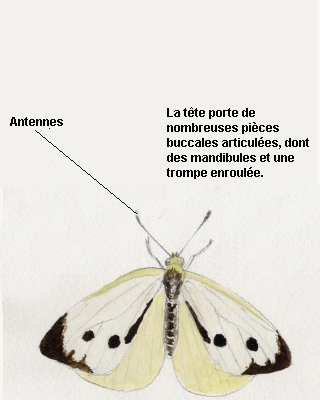 Antennes
La tête porte de
nombreuses pièces
buccales articulées, dont
des mandibules et une
trompe enroulée.